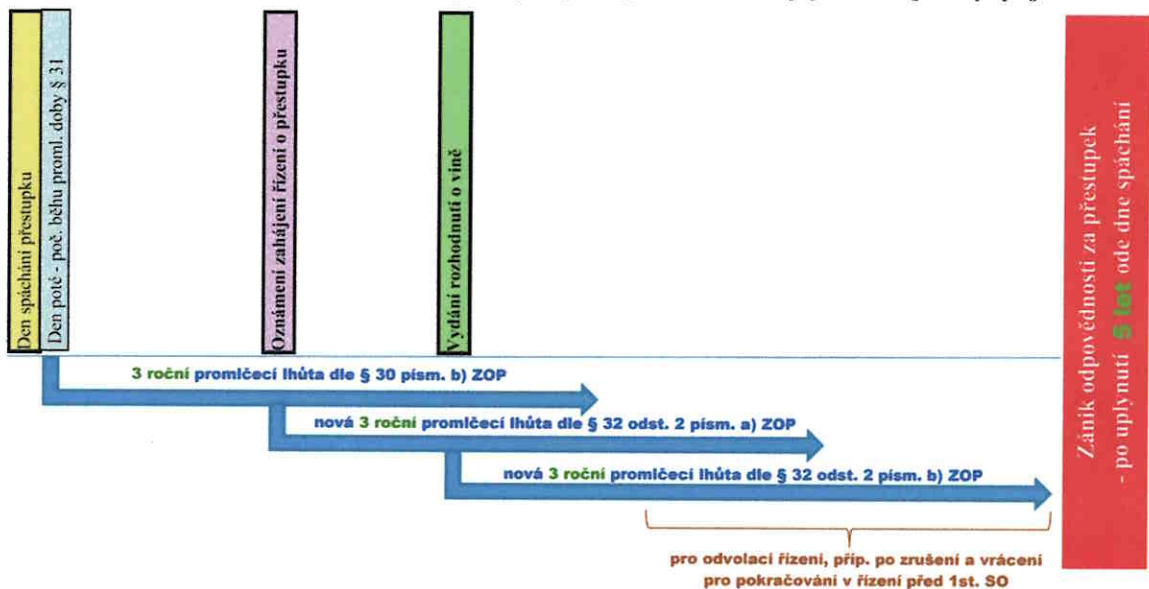 Den spáchání přestupku
Den poté - poč. běhu proml. doby § 31
Oznámení zahájení řízení o přestupku
Vydání rozhodnutí o vině
Zánik odpovědnosti za přestupek
- po uplynutí 5 let ode dne spáchání
3 roční promlčecí lhůta dle § 30 písm. b) ZOP
nová 3 roční promlčecí lhůta dle § 32 odst. 2 písm. a) ZOP
nová 3 roční promlčecí lhůta dle § 32 odst. 2 písm. b) ZOP
pro odvolací řízení, příp. po zrušení a vrácení
pro pokračování v řízení před 1st. SO